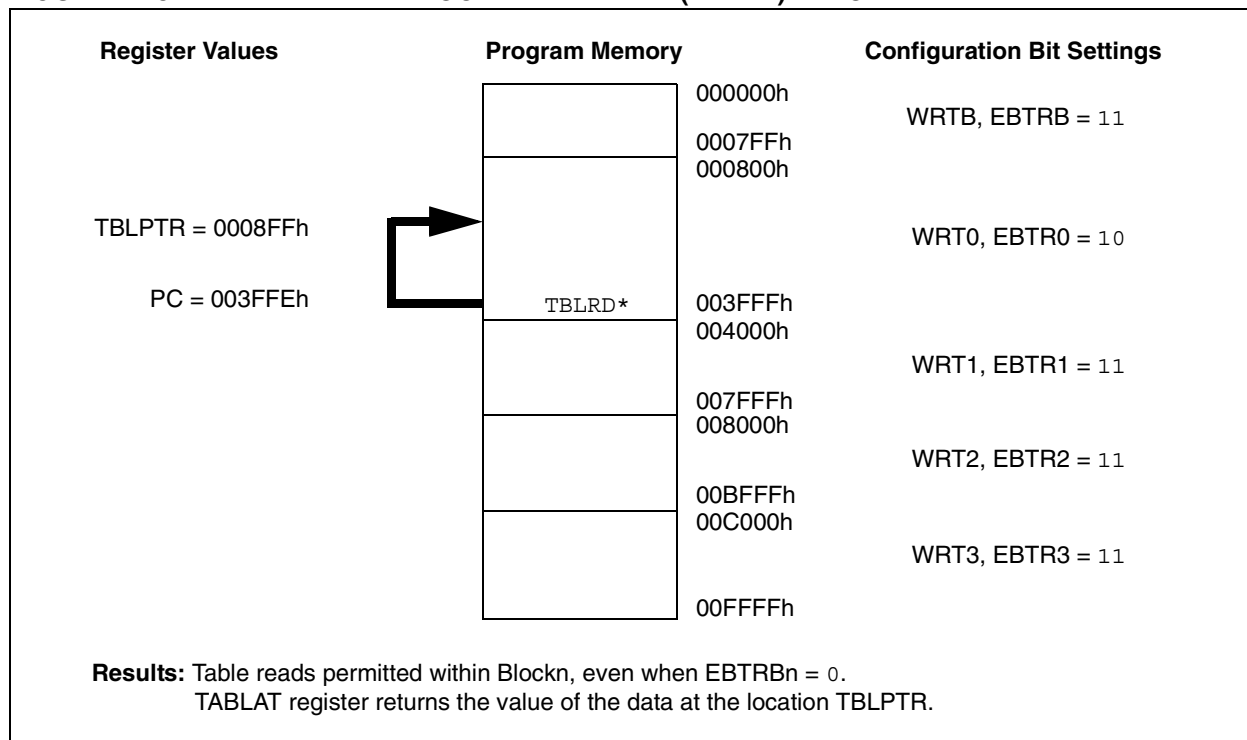 Register Values Program Memory Configuration Bit Settings
000000h
WRTB, EBTRB = 11
0007FFh
000800h
TBLPTR = 0008FFh
WRT0, EBTR0 = 10
PC = 003FFEh
TBLRD*
003FFFh
004000h
WRT1, EBTR1 = 11
007FFFh
008000h
WRT2, EBTR2 = 11
00BFFFh
00C000h
WRT3, EBTR3 = 11
00FFFFh
Results: Table reads permitted within Blockn, even when EBTRBn = 0.
TABLAT register returns the value of the data at the location TBLPTR.